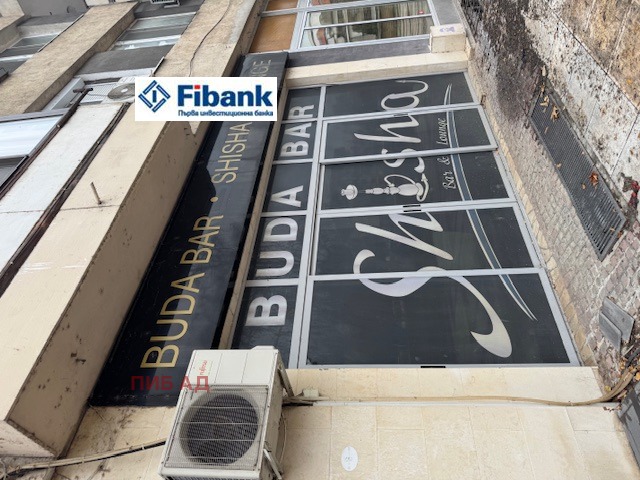 Fibank
Първа инвестиционна банка
BUDA BAR · SHISHA
BUDA BAR
Shisha
Bar & Lounge
ПИБ АД